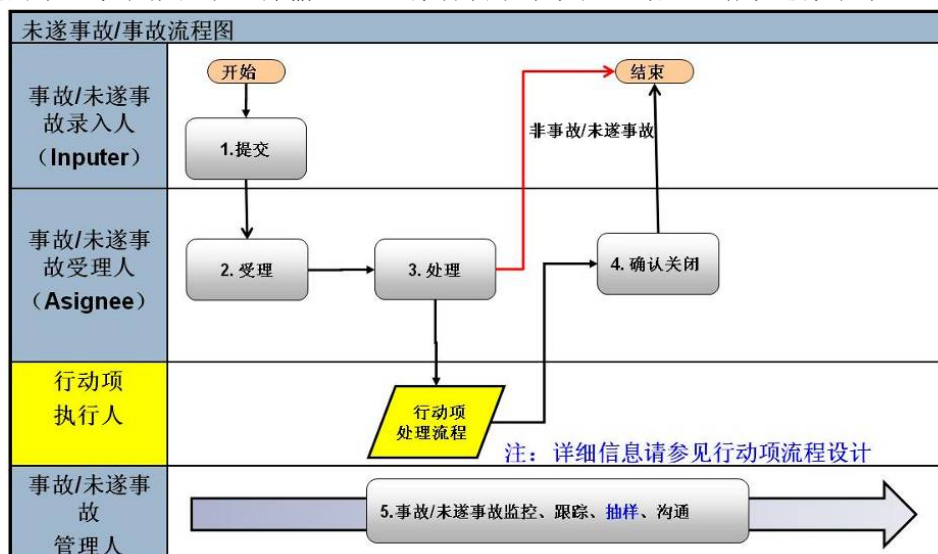 未遂事故/事故流程图
事故/未遂事
故录入人
（Inputer）
开始
结束
1.提交
非事故/未遂事故
事故/未遂事
故受理人
（Asignee）
2. 受理
3. 处理
4. 确认关闭
行动项
执行人
行动项
处理流程
注：详细信息请参见行动项流程设计
事故/未遂事
故
管理人
5.事故/未遂事故监控、跟踪、抽样、沟通